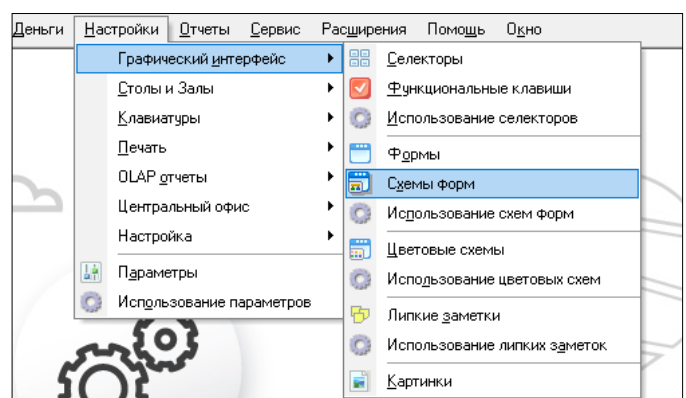 Деньги Настройки Отчеты Сервис Расширения Помощь Окно
Графический интерфейс
Столы и Залы
Клавиатуры
Печать
OLAP отчеты
Центральный офис
Настройка
Параметры
Использование параметров
Селекторы
Функциональные клавиши
Использование селекторов
Формы
Схемы форм
Использование схем форм
Цветовые схемы
Использование цветовых схем
Липкие заметки
Использование липких заметок
Картинки